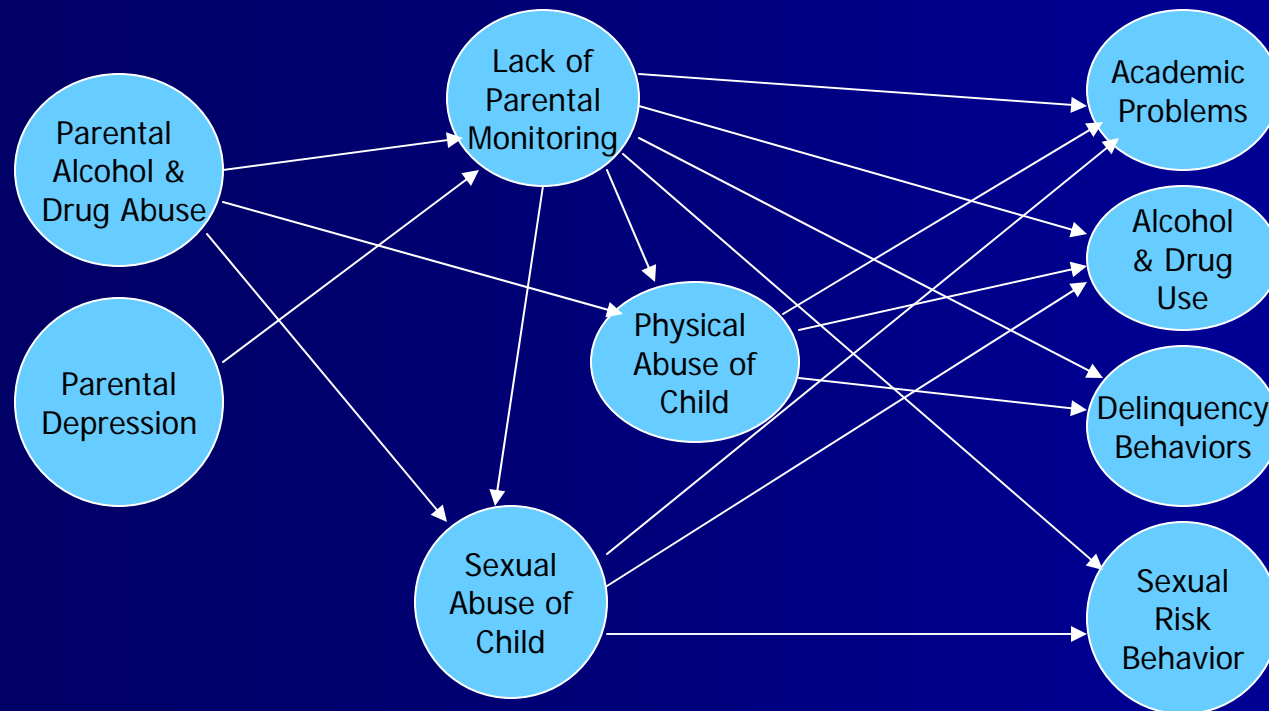 Parental
Alcohol &
Drug Abuse
Parental
Depression
Lack of
Parental
Monitoring
Physical
Abuse of
Child
Sexual
Abuse of
Child
Academic
Problems
Alcohol
& Drug
Use
Delinquency
Behaviors
Sexual
Risk
Behavior